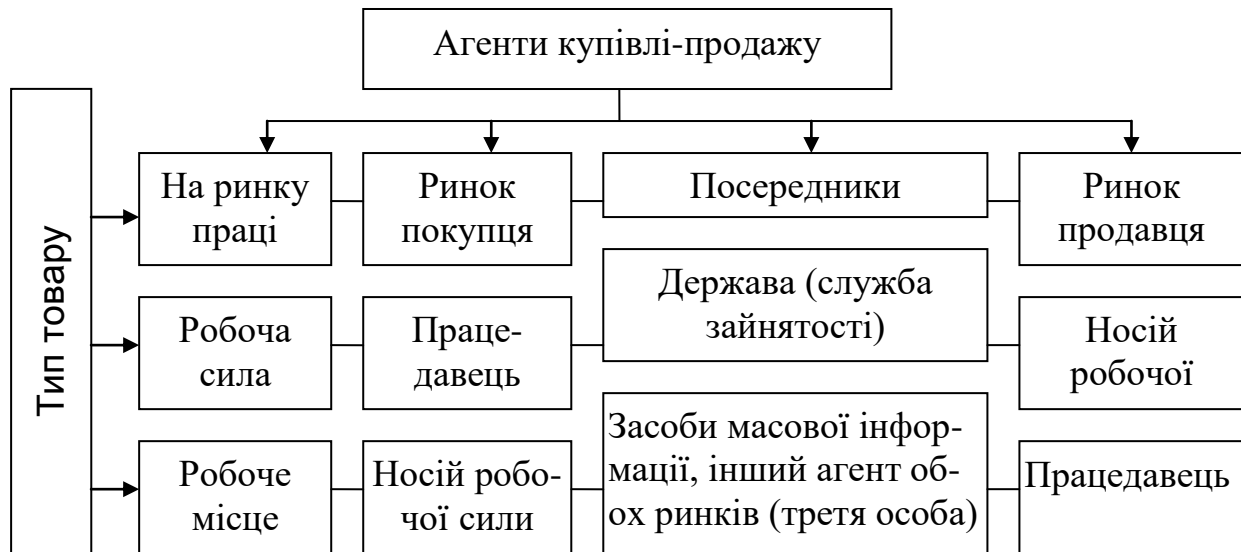 Агенти купівлі-продажу
Тип товару
На ринку
праці
Ринок
покупця
Посередники
Ринок
продавця
Робоча
сила
Праце-
давець
Держава (служба
зайнятості)
Носій
робочої
Робоче
місце
Носій робо-
чої сили
Засоби масової інфор-
мації, інший агент об-
ох ринків (третя особа)
Працедавець